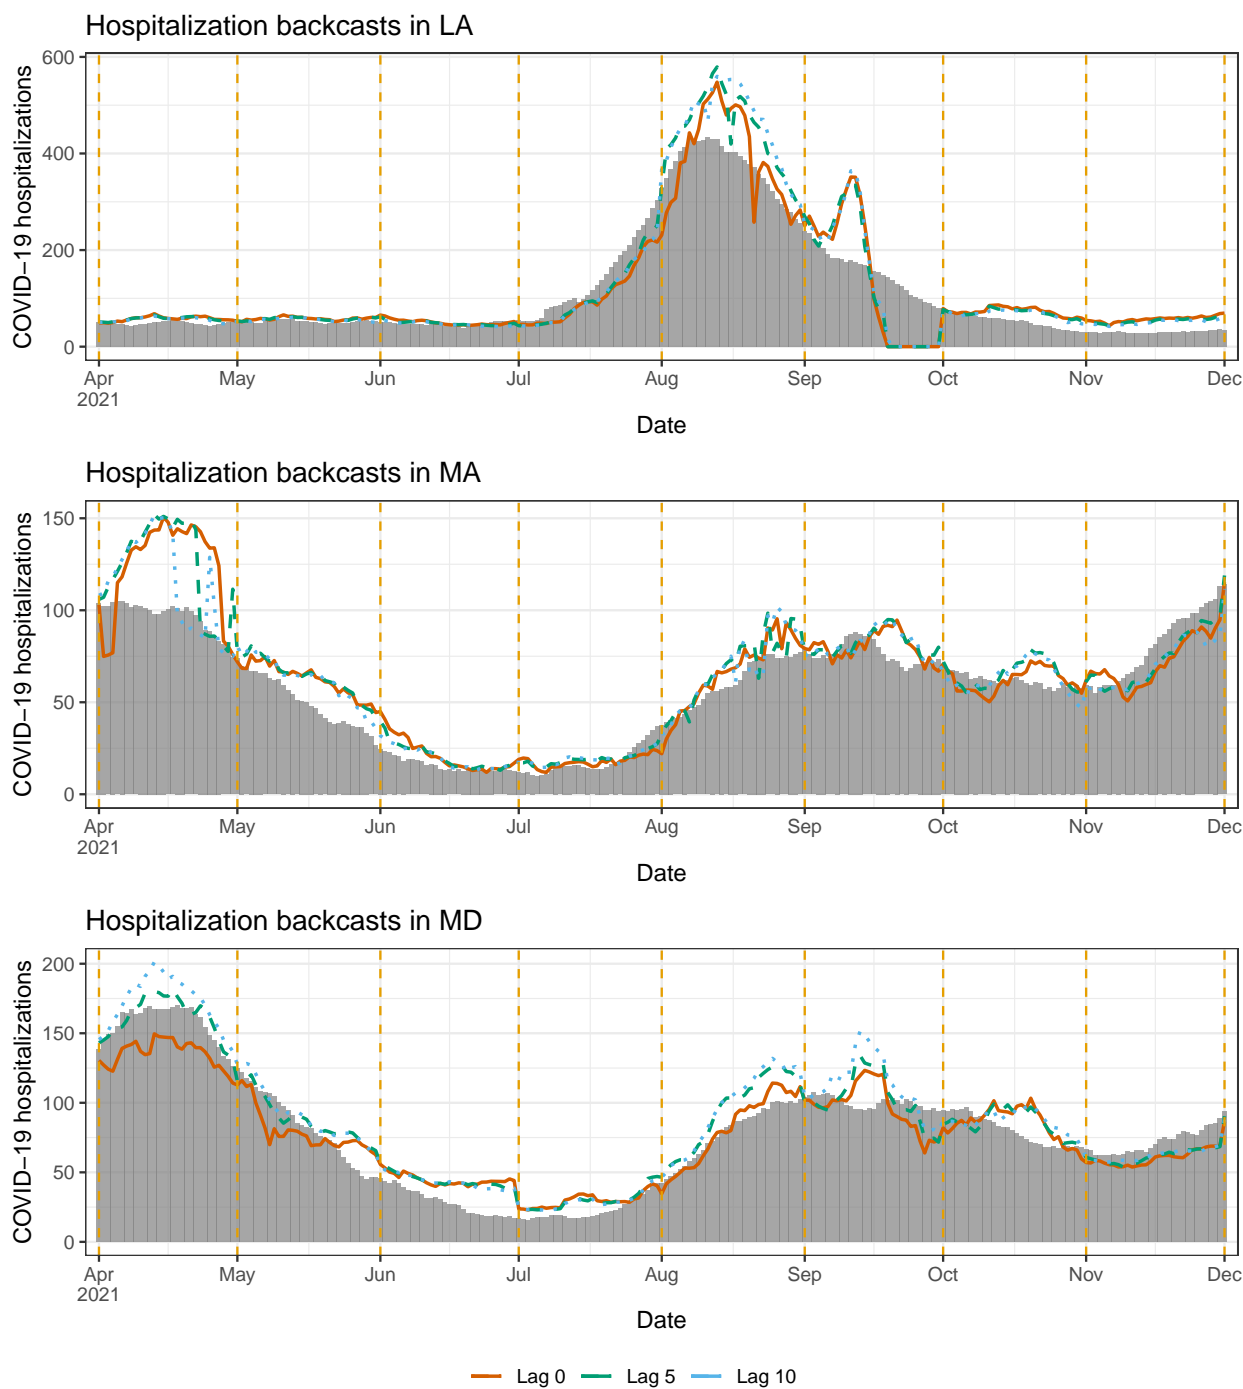 Hospitalization backcasts in LA
COVID−19 hospitalizations
600
400
200
0
Apr May Jun Jul Aug Sep Oct Nov Dec
2021
Date
Hospitalization backcasts in MA
COVID−19 hospitalizations
150
100
50
0
Apr May Jun Jul Aug Sep Oct Nov Dec
2021
Date
Hospitalization backcasts in MD
COVID−19 hospitalizations
200
150
100
50
0
Apr May Jun Jul Aug Sep Oct Nov Dec
2021
Date
Lag 0 Lag 5 Lag 10